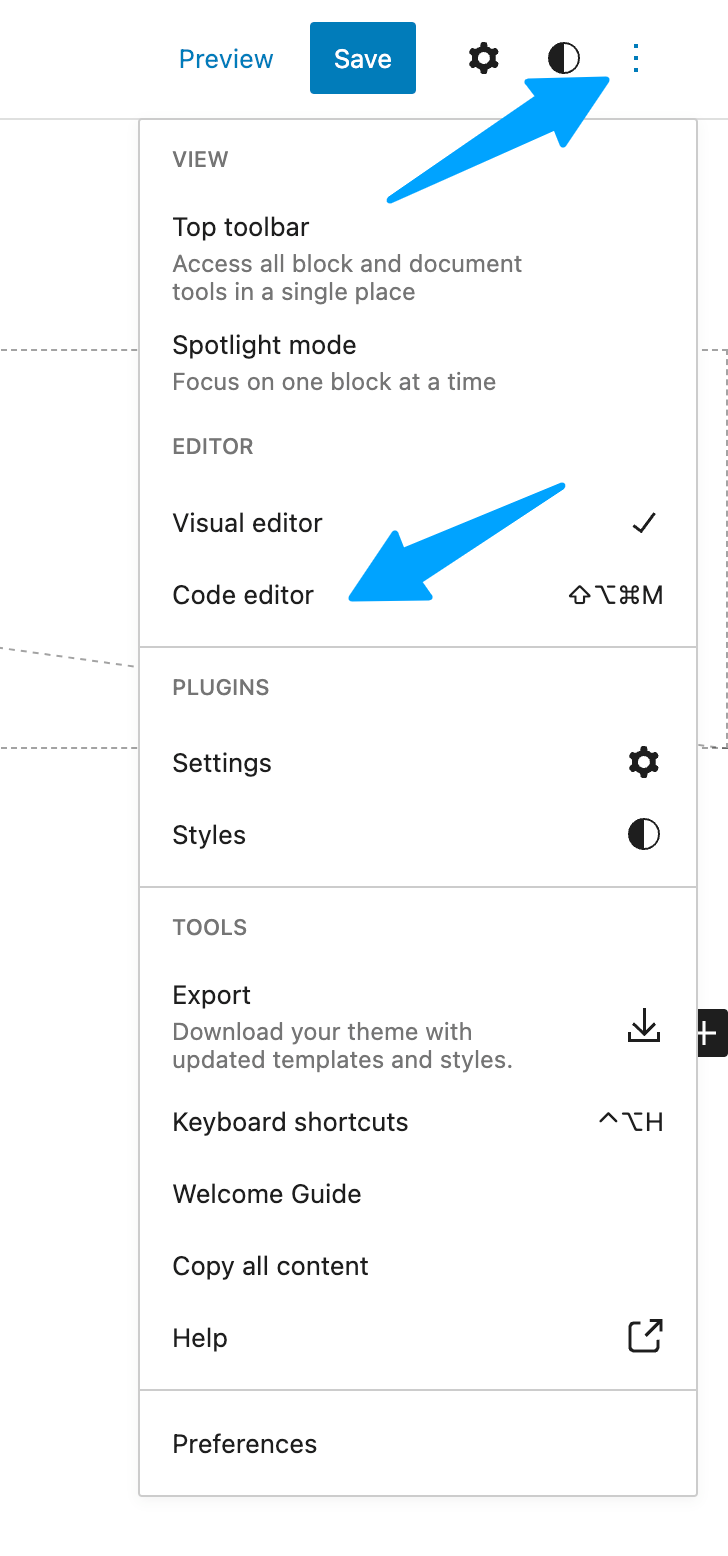 Preview Save
VIEW
Top toolbar
Access all block and document
tools in a single place
Spotlight mode
Focus on one block at a time
EDITOR
Visual editor
Code editor ⇧⌥⌘M
PLUGINS
Settings
Styles
TOOLS
Export
Download your theme with
updated templates and styles.
Keyboard shortcuts ^⌥H
Welcome Guide
Copy all content
Help
Preferences